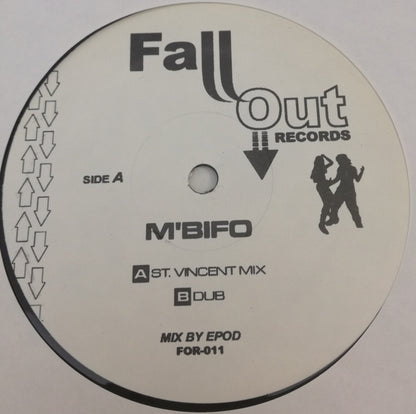 Fall
Out
RECORDS
SIDE A
M'BIFO
A ST. VINCENT MIX
B DUB
MIX BY EPOD
FOR-011